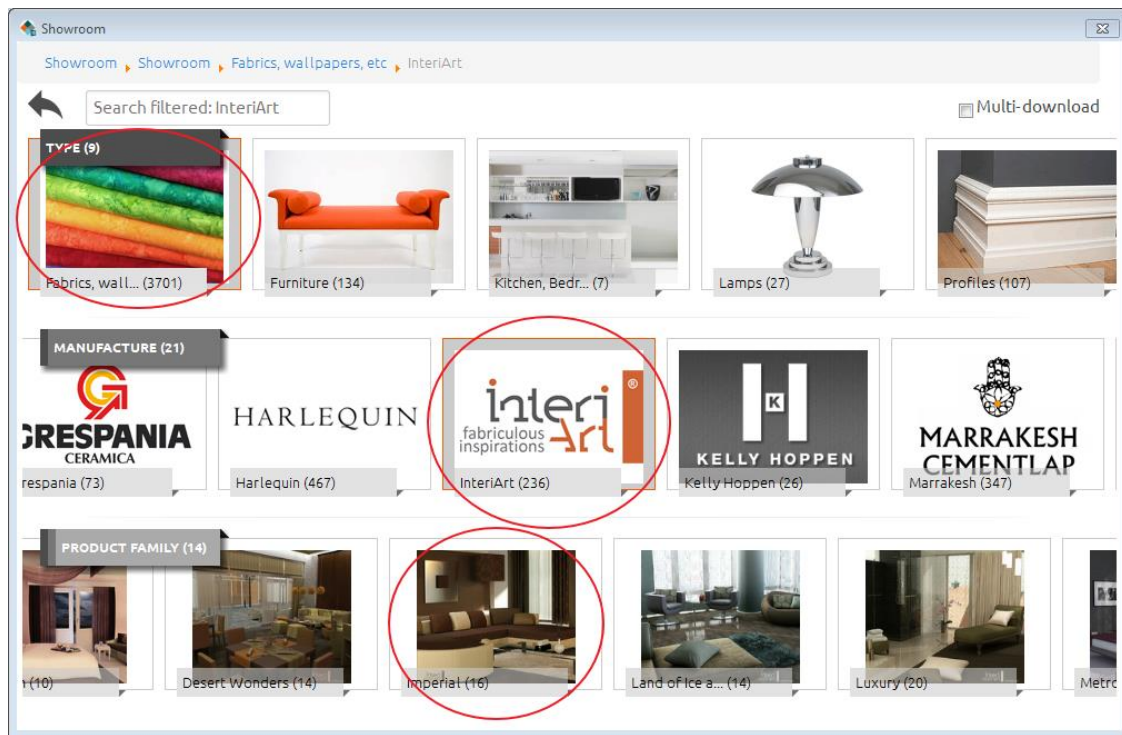 Showroom
Showroom Showroom Fabrics, wallpapers, etc InteriArt
Search filtered: InteriArt
Multi-download
TYPE (9)
Fabrics, wall... (3701)
Furniture (134)
Kitchen, Bedr... (7)
Lamps (27)
Profiles (107)
MANUFACTURE (21)
GRESPANIA
CERAMICA
respania (73)
HARLEQUIN
Harlequin (467)
interi
Art
®
fabriculous
inspirations
InteriArt (236)
K
H
KELLY HOPPEN
Kelly Hoppen (26)
MARRAKESH
CEMENTLAP
Marrakesh (347)
PRODUCT FAMILY (14)
(10)
Desert Wonders (14)
Imperial (16)
Land of Ice a... (14)
Luxury (20)
Metro